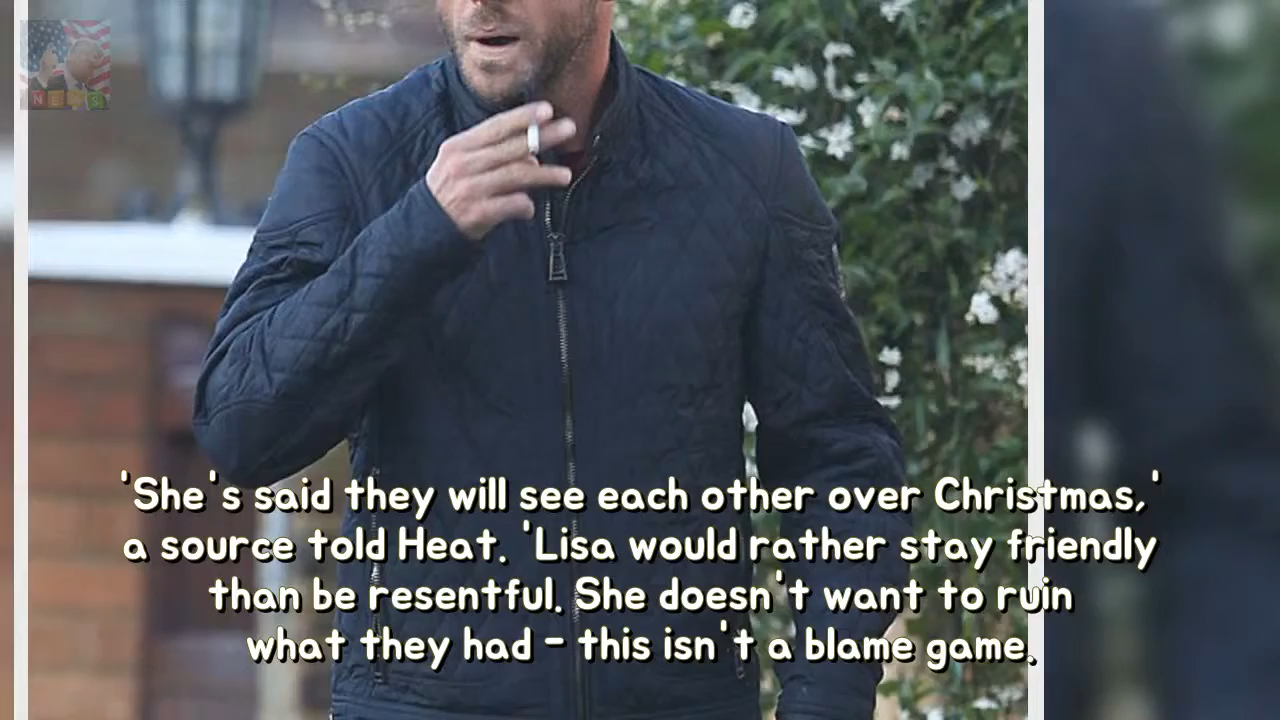 NEWS
'She's said they will see each other over Christmas,'
a source told Heat. 'Lisa would rather stay friendly
than be resentful. She doesn't want to ruin
what they had - this isn't a blame game.